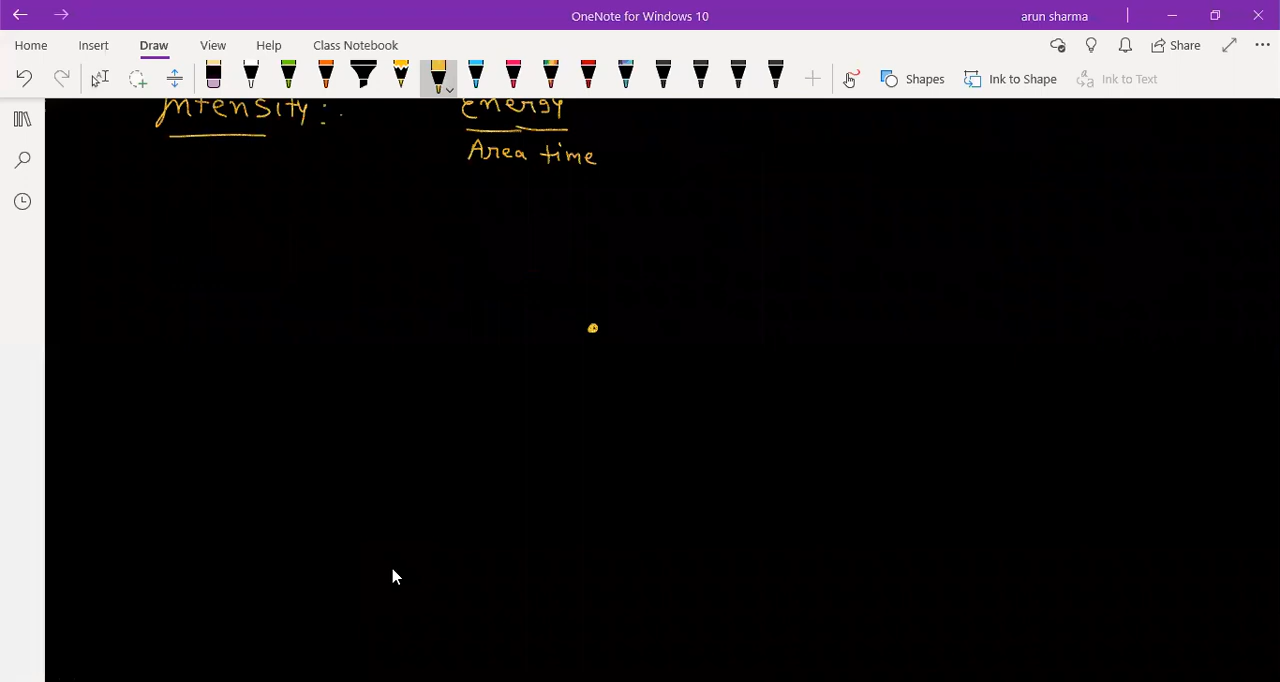 OneNote for Windows 10
arun sharma
Home Insert Draw View Help Class Notebook
Share
Shapes Ink to Shape Ink to Text
Intensity :- Energy
Area time